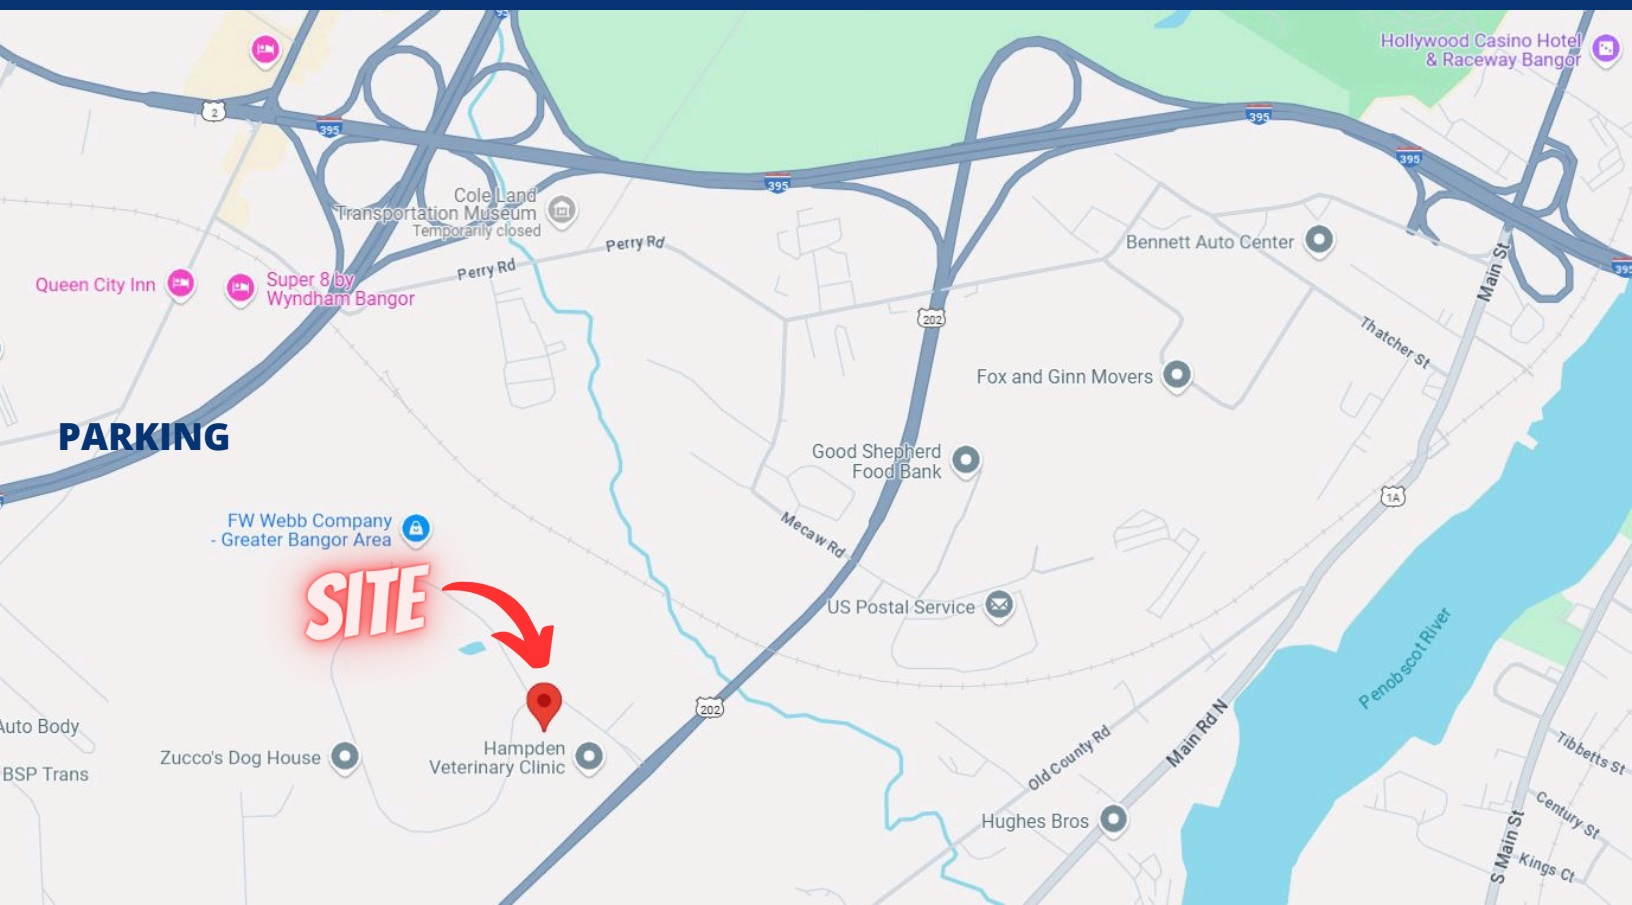 95
Hollywood Casino Hotel
& Raceway Bangor
2
395
395
395
395
395
Cole Land
Transportation Museum
Temporarily closed
Perry Rd
Perry Rd
Bennett Auto Center
Main St
Queen City Inn
Super 8 by
Wyndham Bangor
202
Thatcher St
Fox and Ginn Movers
PARKING
Good Shepherd
Food Bank
1A
FW Webb Company
- Greater Bangor Area
Mecaw Rd
SITE
US Postal Service
Penobscot River
202
Auto Body
Main Rd N
Zucco's Dog House
Hampden
Veterinary Clinic
Old County Rd
Tibbetts St
BSP Trans
Hughes Bros
Century St
S Main St
Kings Ct